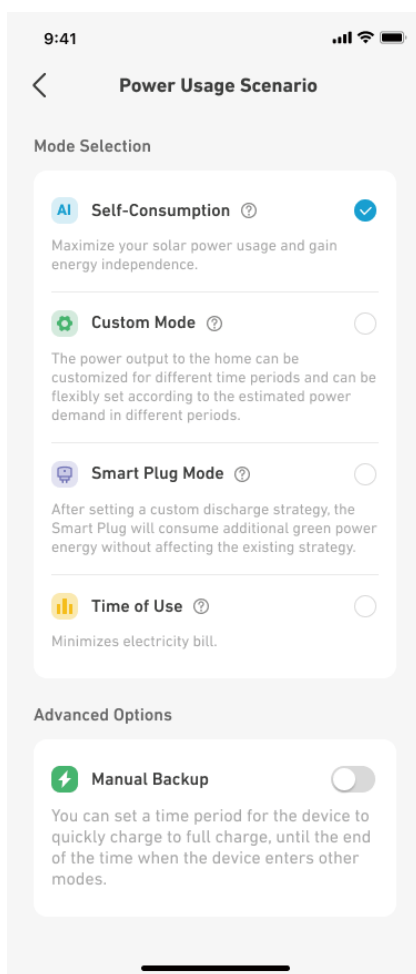 9:41
Power Usage Scenario
Mode Selection
AI Self-Consumption ?
Maximize your solar power usage and gain
energy independence.
Custom Mode ?
The power output to the home can be
customized for different time periods and can be
flexibly set according to the estimated power
demand in different periods.
Smart Plug Mode ?
After setting a custom discharge strategy, the
Smart Plug will consume additional green power
energy without affecting the existing strategy.
Time of Use ?
Minimizes electricity bill.
Advanced Options
Manual Backup
You can set a time period for the device to
quickly charge to full charge, until the end
of the time when the device enters other
modes.